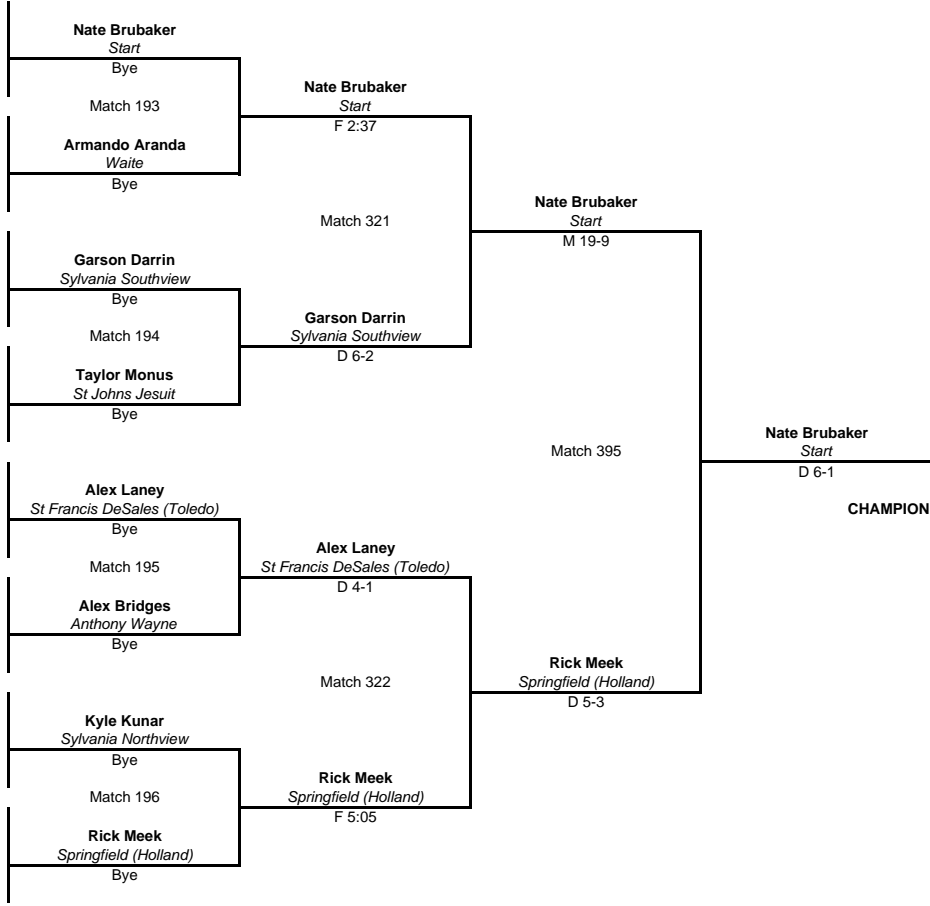 Nate Brubaker
Start
Bye
Match 193
Armando Aranda
Waite
Bye
Garson Darrin
Sylvania Southview
Bye
Match 194
Taylor Monus
St Johns Jesuit
Bye
Alex Laney
St Francis DeSales (Toledo)
Bye
Match 195
Alex Bridges
Anthony Wayne
Bye
Kyle Kunar
Sylvania Northview
Bye
Match 196
Rick Meek
Springfield (Holland)
Bye
Nate Brubaker
Start
F 2:37
Match 321
Garson Darrin
Sylvania Southview
D 6-2
Alex Laney
St Francis DeSales (Toledo)
D 4-1
Match 322
Rick Meek
Springfield (Holland)
F 5:05
Nate Brubaker
Start
M 19-9
Match 395
Rick Meek
Springfield (Holland)
D 5-3
Nate Brubaker
Start
D 6-1
CHAMPION